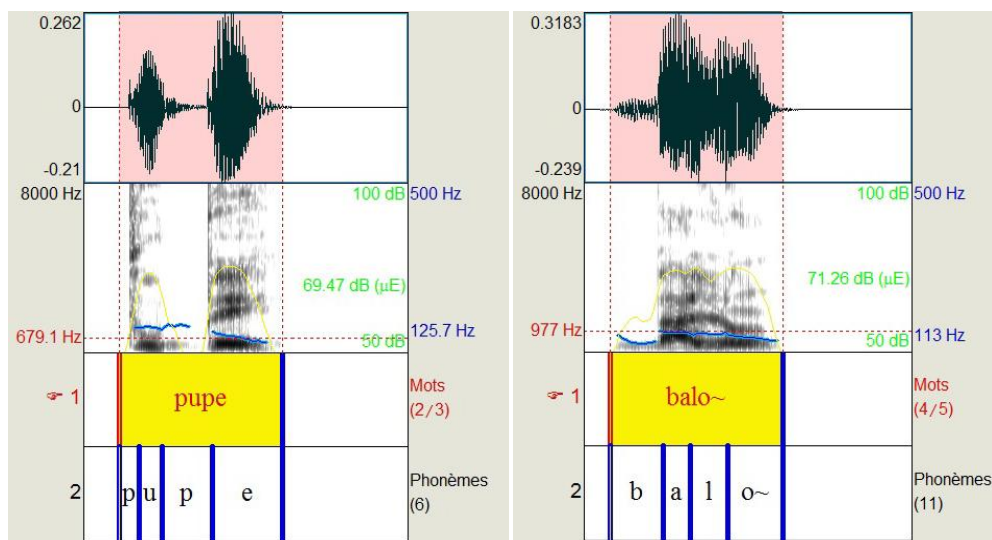 0.262
0
-0.21
8000 Hz
100 dB
500 Hz
69.47 dB (µE)
679.1 Hz
125.7 Hz
50 dB
☞ 1
pupe
Mots
(2/3)
2
p u p e
Phonèmes
(6)
0.3183
0
-0.239
8000 Hz
100 dB
500 Hz
71.26 dB (µE)
977 Hz
113 Hz
50 dB
☞ 1
balo~
Mots
(4/5)
2
b a l o~
Phonèmes
(11)